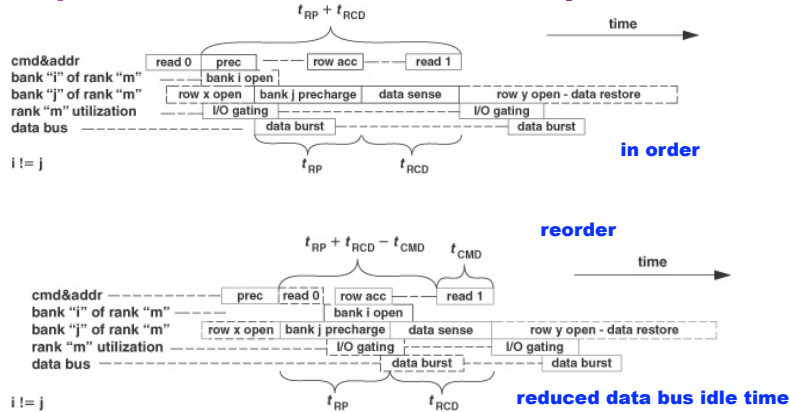 tRP + tRCD
time
cmd&addr read 0 prec row acc read 1
bank "i" of rank "m" bank i open
bank "j" of rank "m" row x open bank j precharge data sense row y open - data restore
rank "m" utilization I/O gating I/O gating
data bus data burst data burst
in order
i != j tRP tRCD
reorder
tRP + tRCD - tCMD tCMD
time
cmd&addr prec read 0 row acc read 1
bank "i" of rank "m" bank i open
bank "j" of rank "m" row x open bank j precharge data sense row y open - data restore
rank "m" utilization I/O gating I/O gating
data bus data burst data burst
i != j tRP tRCD reduced data bus idle time